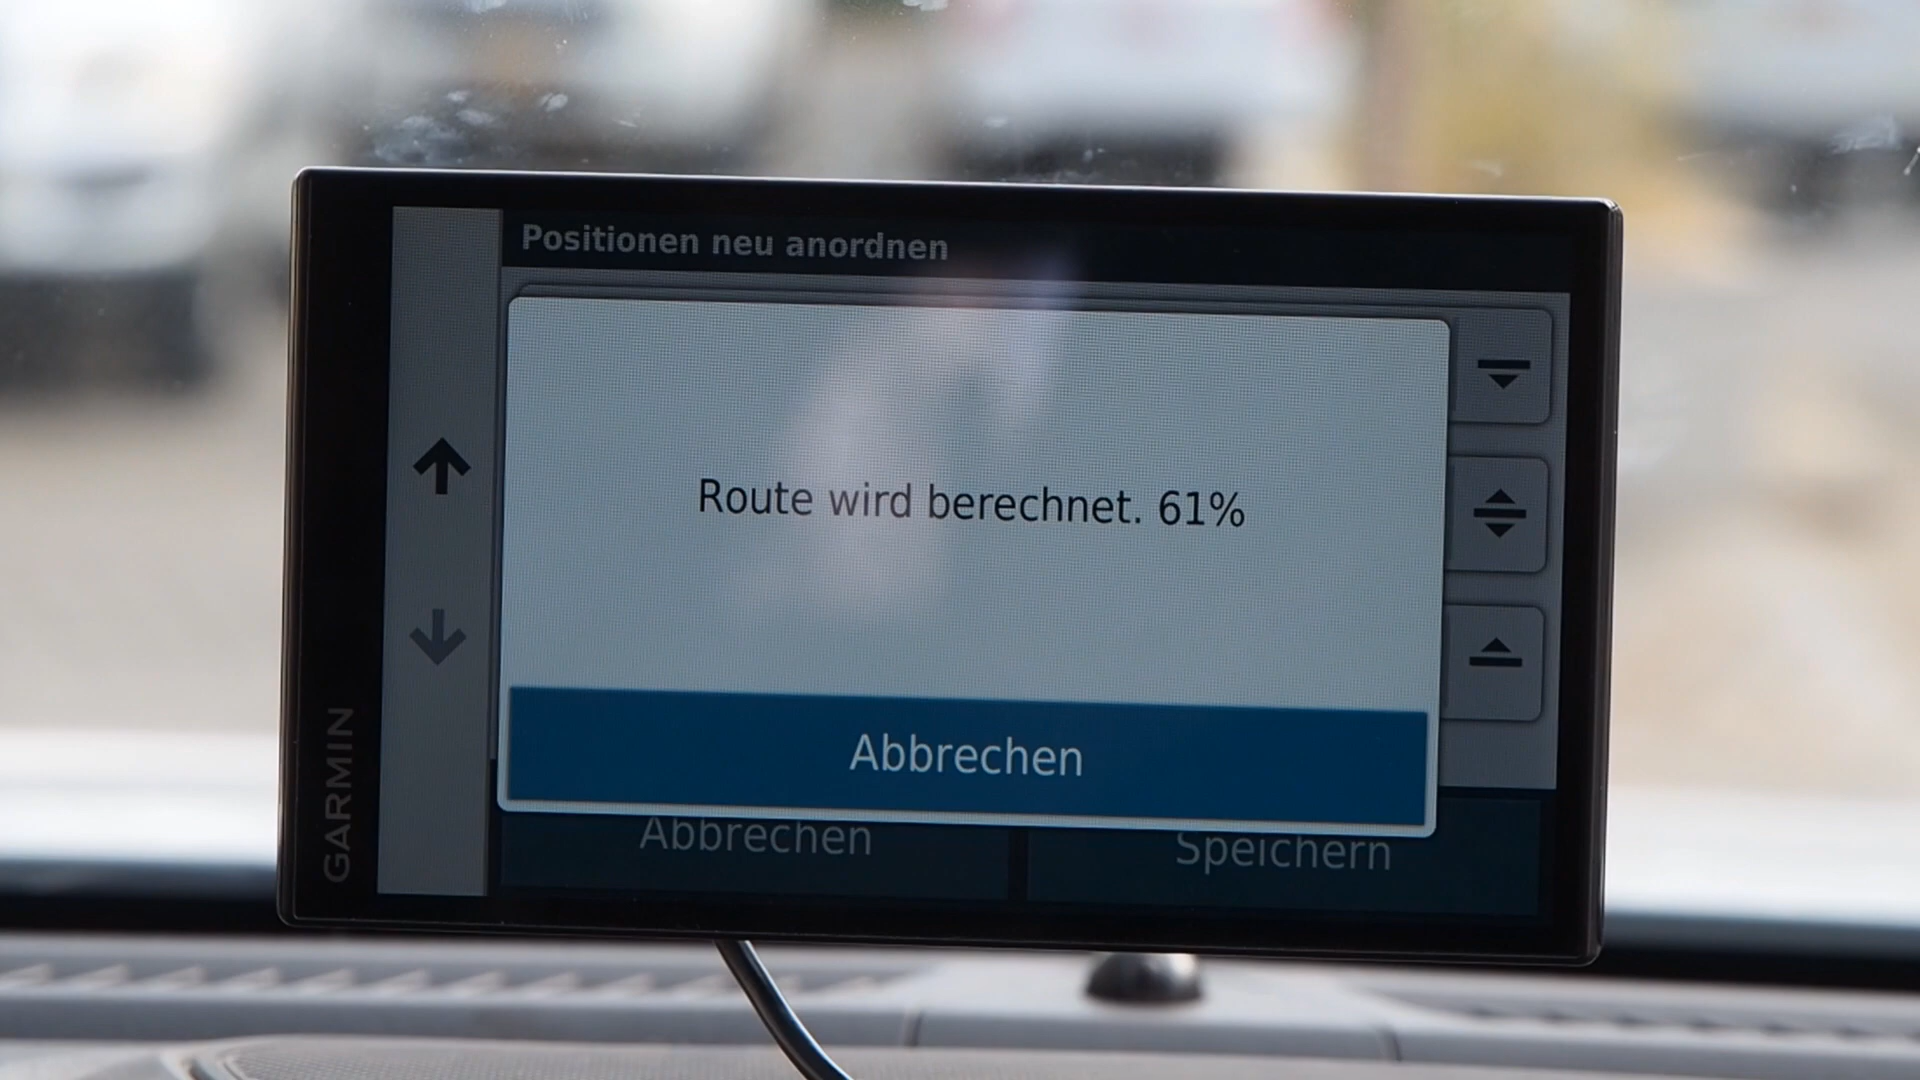 Positionen neu anordnen
Route wird berechnet. 61%
Abbrechen
Abbrechen
Speichern
GARMIN